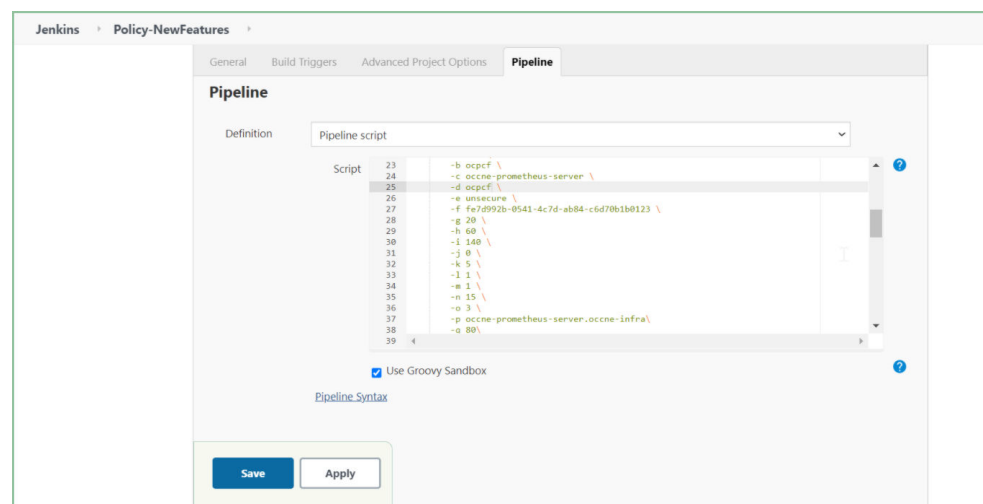 Jenkins Policy-NewFeatures
General Build Triggers Advanced Project Options Pipeline
Pipeline
Definition Pipeline script
Script
23 -b ocpcf \
24 -c occne-prometheus-server \
25 -d ocpcf \
26 -e unsecure \
27 -f fe7d992b-0541-4c7d-ab84-c6d70b1b0123 \
28 -g 20 \
29 -h 60 \
30 -i 140 \
31 -j 0 \
32 -k 5 \
33 -l 1 \
34 -m 1 \
35 -n 15 \
36 -o 3 \
37 -p occne-prometheus-server.occne-infra\
38 -q 80\
39
Use Groovy Sandbox
Pipeline Syntax
Save Apply